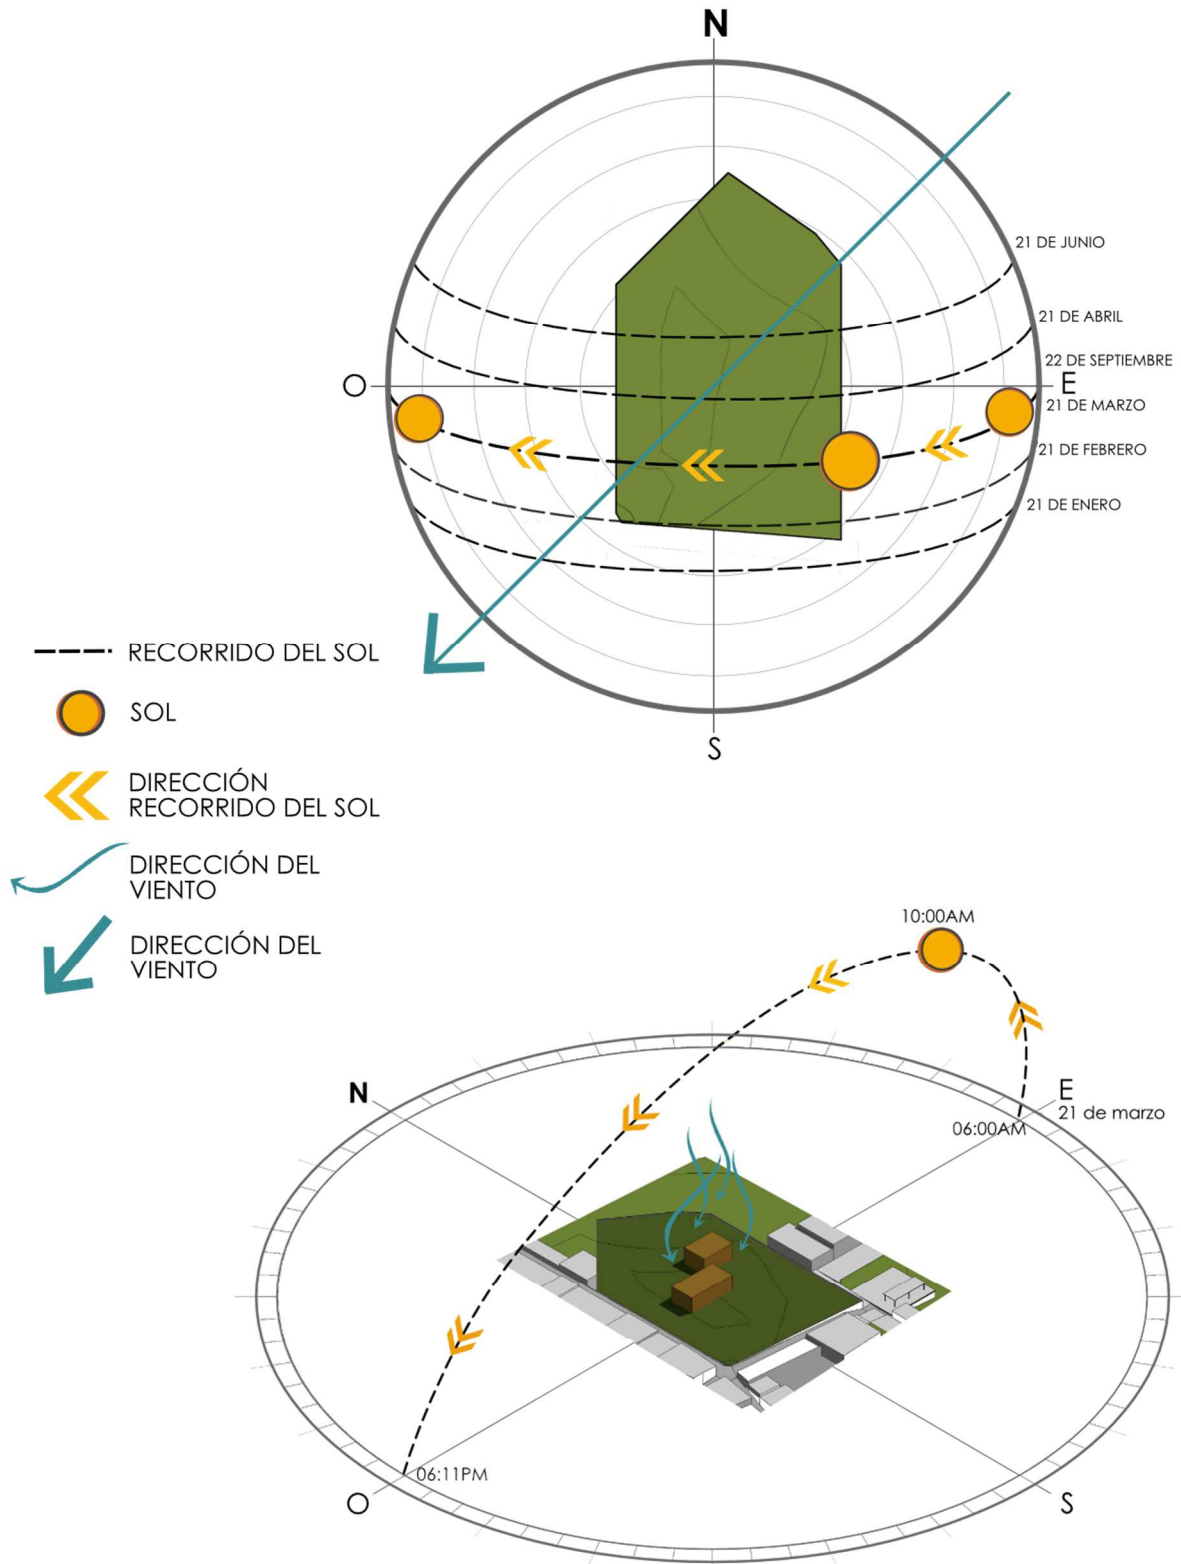 N
21 DE JUNIO
21 DE ABRIL
22 DE SEPTIEMBRE
O
E
21 DE MARZO
21 DE FEBRERO
21 DE ENERO
S
RECORRIDO DEL SOL
SOL
DIRECCIÓN
RECORRIDO DEL SOL
DIRECCIÓN DEL
VIENTO
DIRECCIÓN DEL
VIENTO
10:00AM
N
E
21 de marzo
06:00AM
06:11PM
O
S